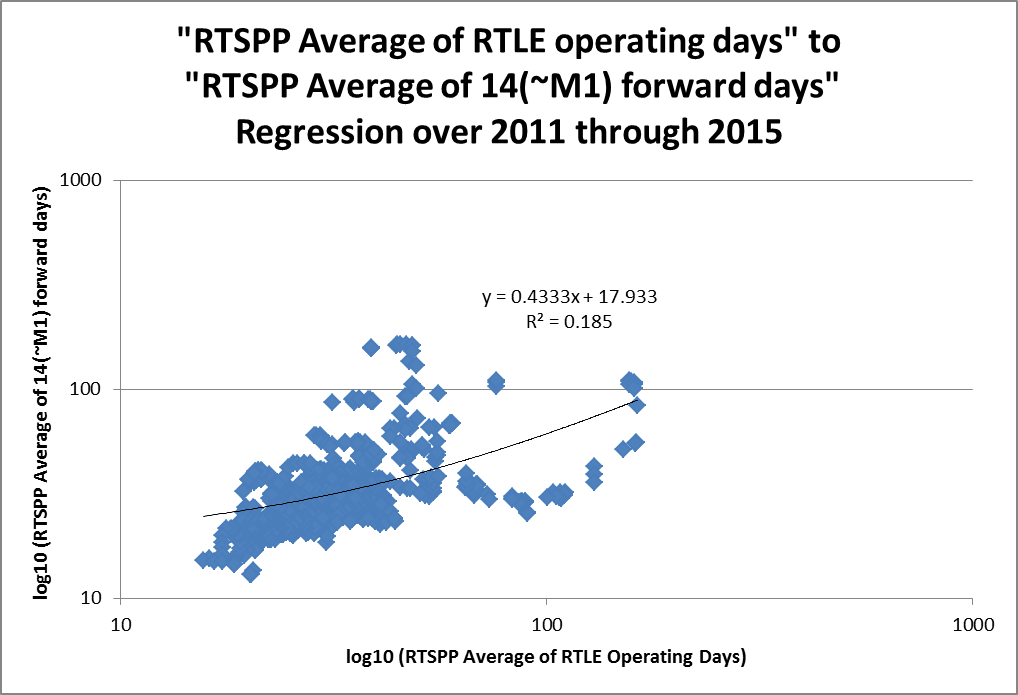 "RTSPP Average of RTLE operating days" to
"RTSPP Average of 14(~M1) forward days"
Regression over 2011 through 2015
1000
100
10
log10 (RTSPP Average of 14(~M1) forward days)
y = 0.4333x + 17.933
R² = 0.185
10
100
1000
log10 (RTSPP Average of RTLE Operating Days)